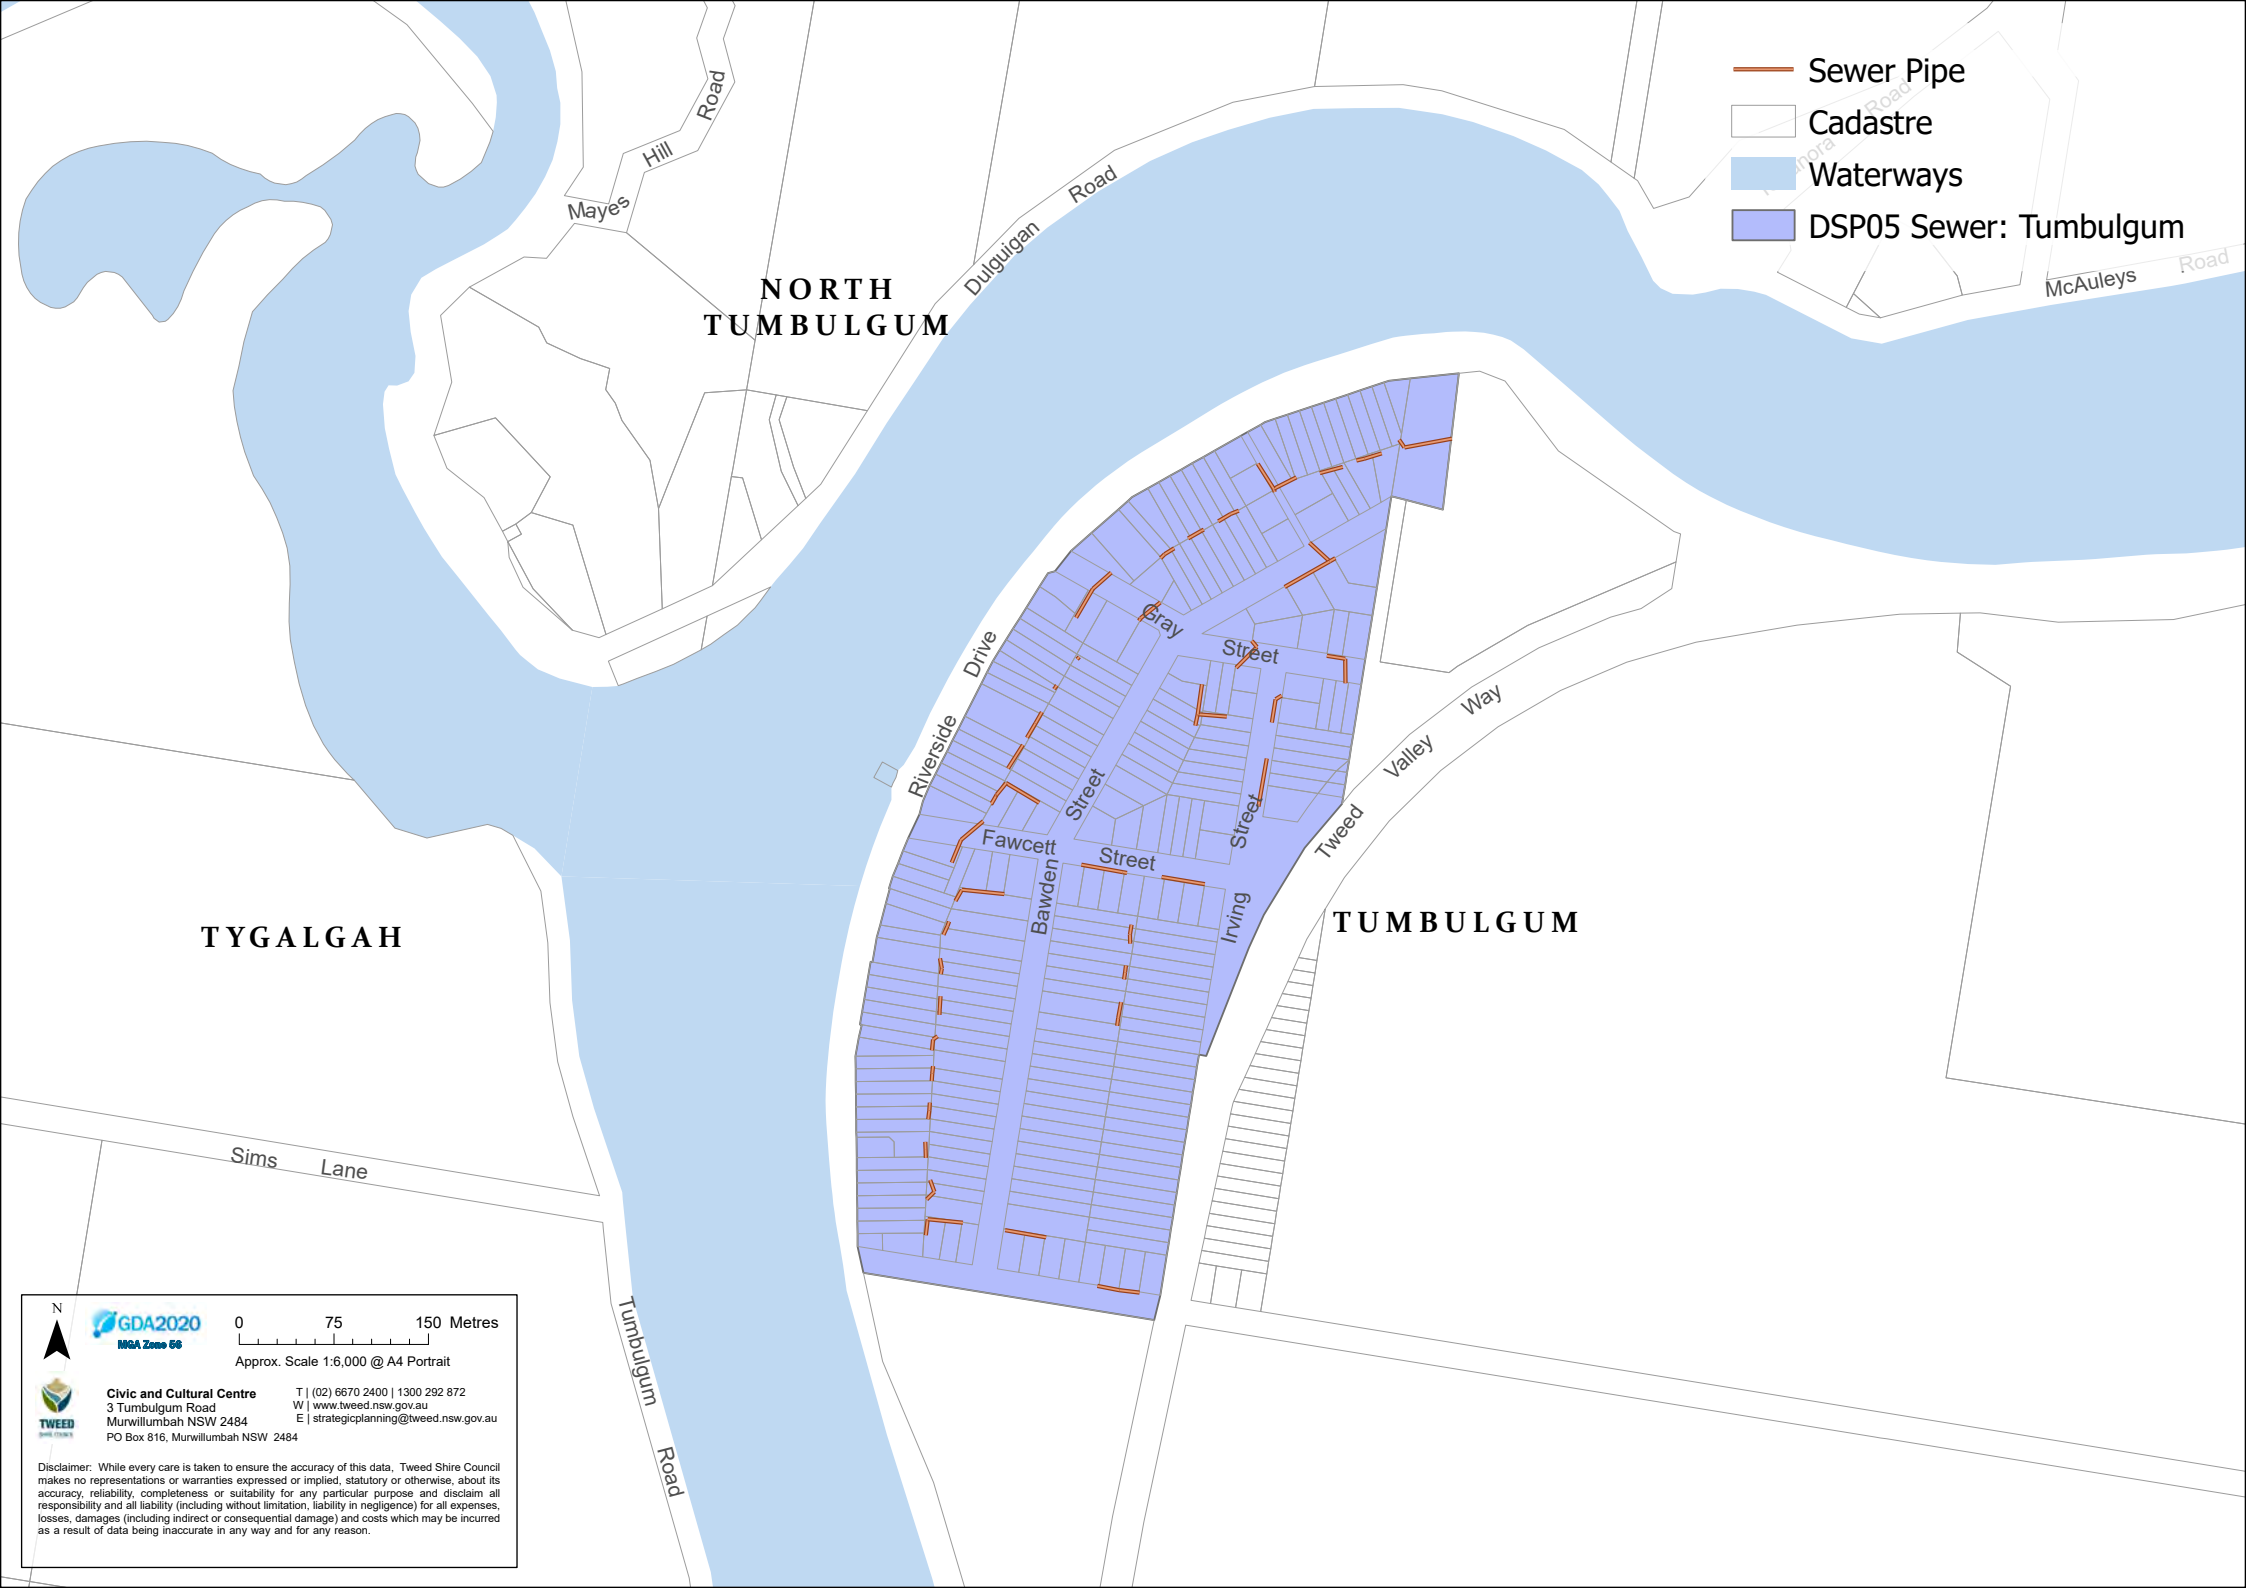 Sewer Pipe
Cadastre
Waterways
DSP05 Sewer: Tumbulgum
Road
Road
McAuleys
Road
Hill
Mayes
Dulguigan
Road
NORTH
TUMBULGUM
Gray
Street
Riverside
Drive
Street
Fawcett
Street
Bawden
Street
Irving
Tweed
Valley
Way
TYGALGAH
TUMBULGUM
Sims Lane
Tumbulgum
Road
N
GDA2020
MGA Zone 56
0 75 150 Metres
Approx. Scale 1:6,000 @ A4 Portrait
TWEED
Civic and Cultural Centre
3 Tumbulgum Road
Murwillumbah NSW 2484
PO Box 816, Murwillumbah NSW 2484
T | (02) 6670 2400 | 1300 292 872
W | www.tweed.nsw.gov.au
E | strategicplanning@tweed.nsw.gov.au
Disclaimer: While every care is taken to ensure the accuracy of this data, Tweed Shire Council
makes no representations or warranties expressed or implied, statutory or otherwise, about its
accuracy, reliability, completeness or suitability for any particular purpose and disclaim all
responsibility and all liability (including without limitation, liability in negligence) for all expenses,
losses, damages (including indirect or consequential damage) and costs which may be incurred
as a result of data being inaccurate in any way and for any reason.